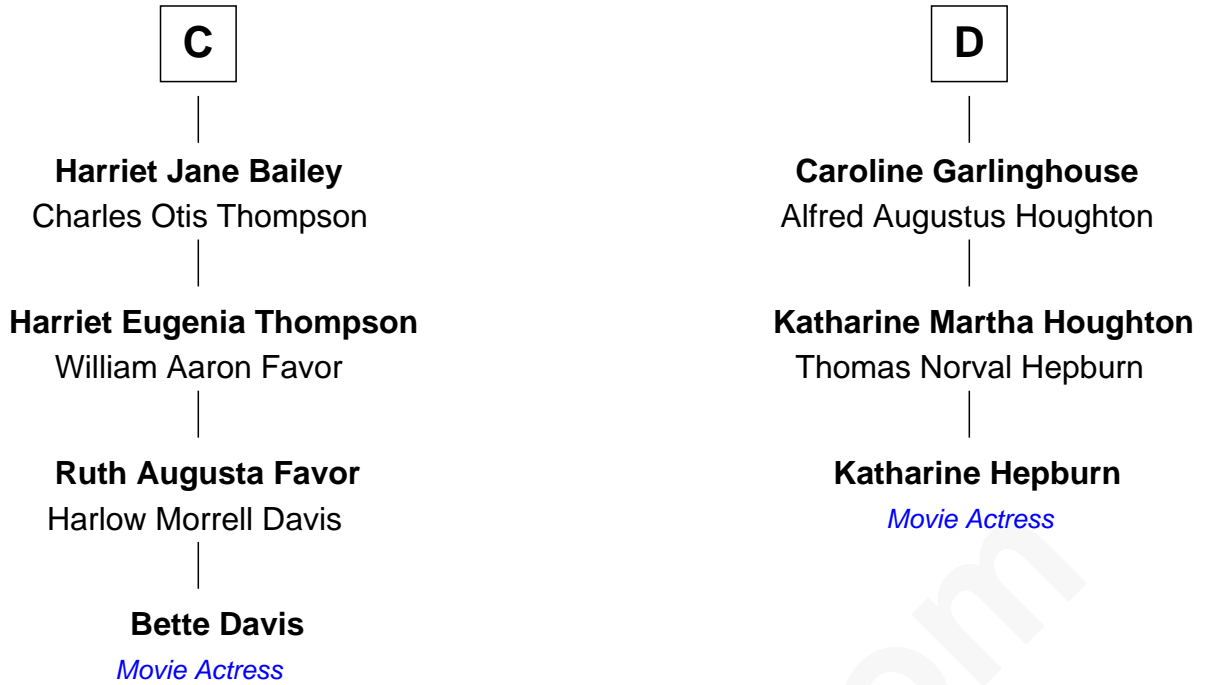 C
Harriet Jane Bailey
Charles Otis Thompson
Harriet Eugenia Thompson
William Aaron Favor
Ruth Augusta Favor
Harlow Morrell Davis
Bette Davis
Movie Actress
D
Caroline Garlinghouse
Alfred Augustus Houghton
Katharine Martha Houghton
Thomas Norval Hepburn
Katharine Hepburn
Movie Actress
om